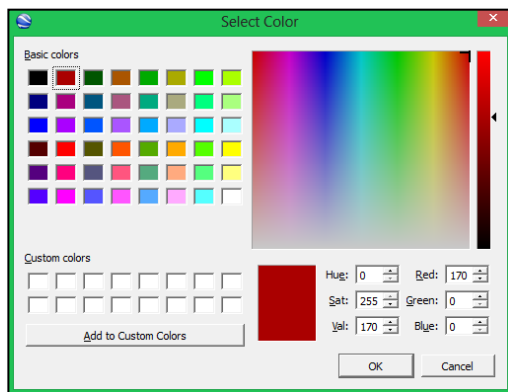 Select Color
Basic colors
Custom colors
Add to Custom Colors
Hue: 0 Red: 170
Sat: 255 Green: 0
Val: 170 Blue: 0
OK Cancel